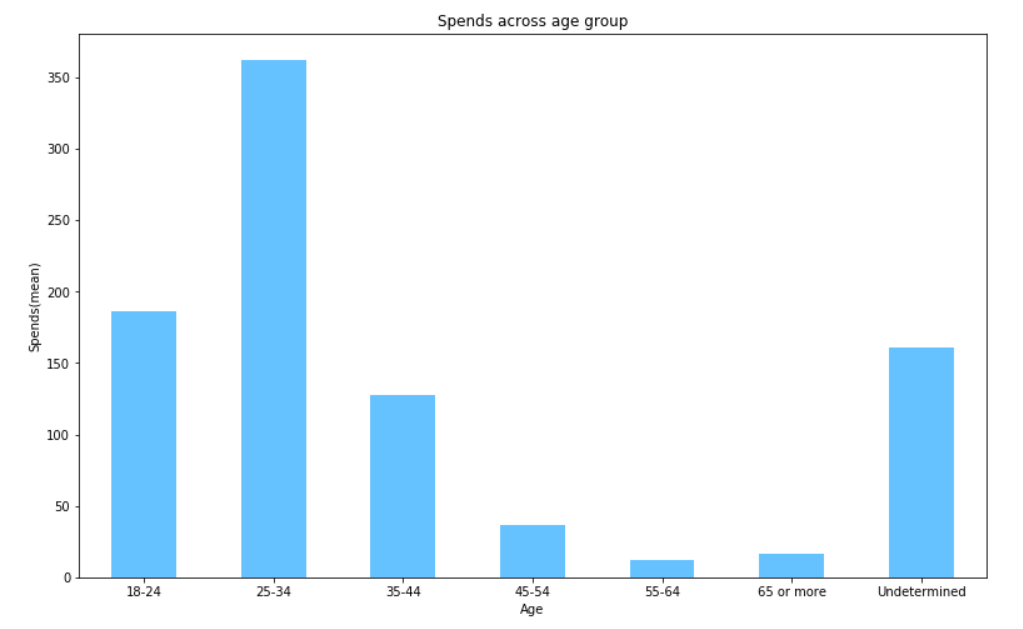 Spends across age group
350
300
250
200
150
100
50
0
Spends(mean)
18-24 25-34 35-44 45-54 55-64 65 or more Undetermined
Age